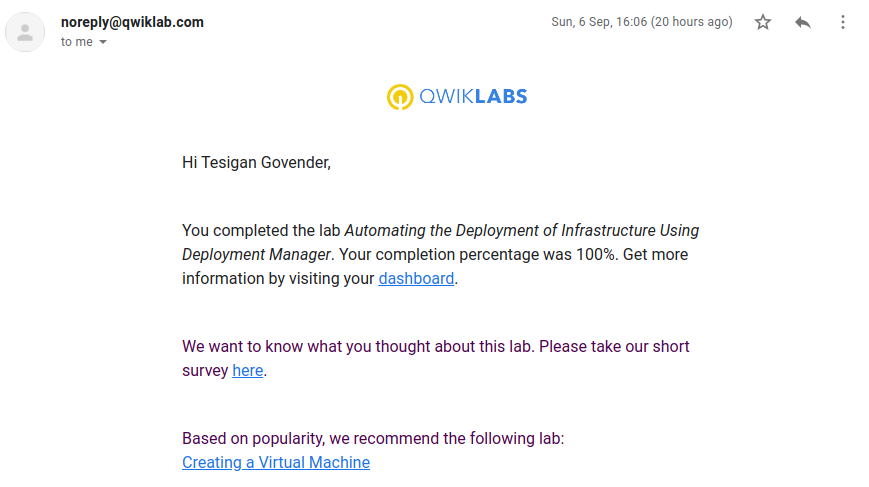 noreply@qwiklab.com
Sun, 6 Sep, 16:06 (20 hours ago)
to me
QWIKLABS
Hi Tesigan Govender,
You completed the lab Automating the Deployment of Infrastructure Using
Deployment Manager. Your completion percentage was 100%. Get more
information by visiting your dashboard.
We want to know what you thought about this lab. Please take our short
survey here.
Based on popularity, we recommend the following lab:
Creating a Virtual Machine